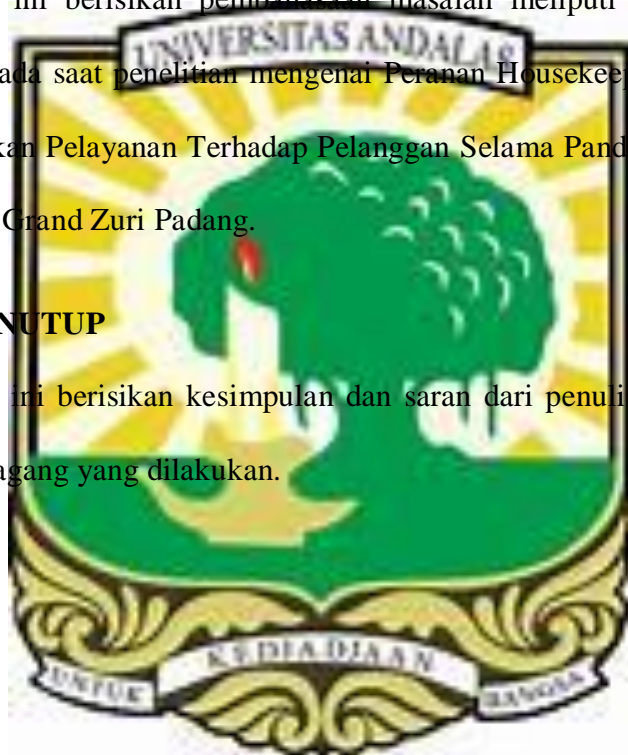 ini berisikan pembahasan masalah meliputi
UNIVERSITAS ANDALAS
ada saat penelitian mengenai Peranan Housekeep
kan Pelayanan Terhadap Pelanggan Selama Pand
Grand Zuri Padang.
NUTUP
ini berisikan kesimpulan dan saran dari penuli
agang yang dilakukan.
UNTUK KEDJADJAAN BANGSA